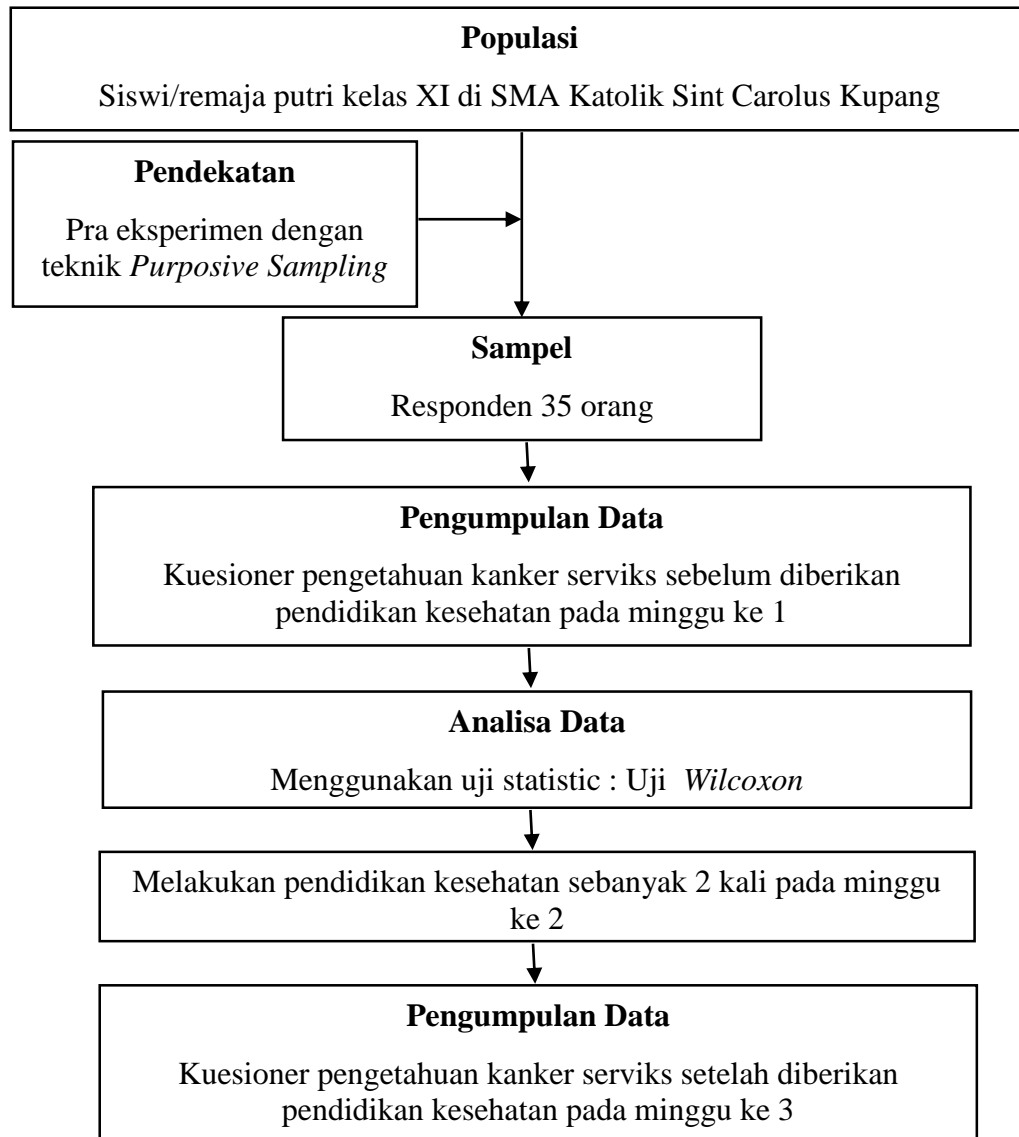 Populasi
Siswi/remaja putri kelas XI di SMA Katolik Sint Carolus Kupang
Pendekatan
Pra eksperimen dengan
teknik Purposive Sampling
Sampel
Responden 35 orang
Pengumpulan Data
Kuesioner pengetahuan kanker serviks sebelum diberikan
pendidikan kesehatan pada minggu ke 1
Analisa Data
Menggunakan uji statistic : Uji Wilcoxon
Melakukan pendidikan kesehatan sebanyak 2 kali pada minggu
ke 2
Pengumpulan Data
Kuesioner pengetahuan kanker serviks setelah diberikan
pendidikan kesehatan pada minggu ke 3